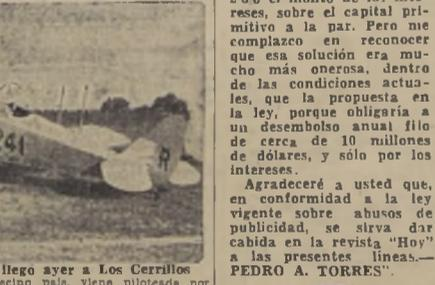 241
R
llegó ayer a Los Cerrillos
país, viene piloteada por
reses, sobre el capital pri-
mitivo a la par. Pero me
complazco en reconocer
que esa solución era mu-
cho más onerosa, dentro
de las condiciones actua-
les, que la propuesta en
la ley, porque obligaría a
un desembolso anual fijo
de cerca de 10 millones
de dólares, y sólo por los
intereses.
Agradeceré a usted que,
en conformidad a la ley
vigente sobre abusos de
publicidad, se sirva dar
cabida en la revista "Hoy"
a las presentes líneas.—
PEDRO A. TORRES".